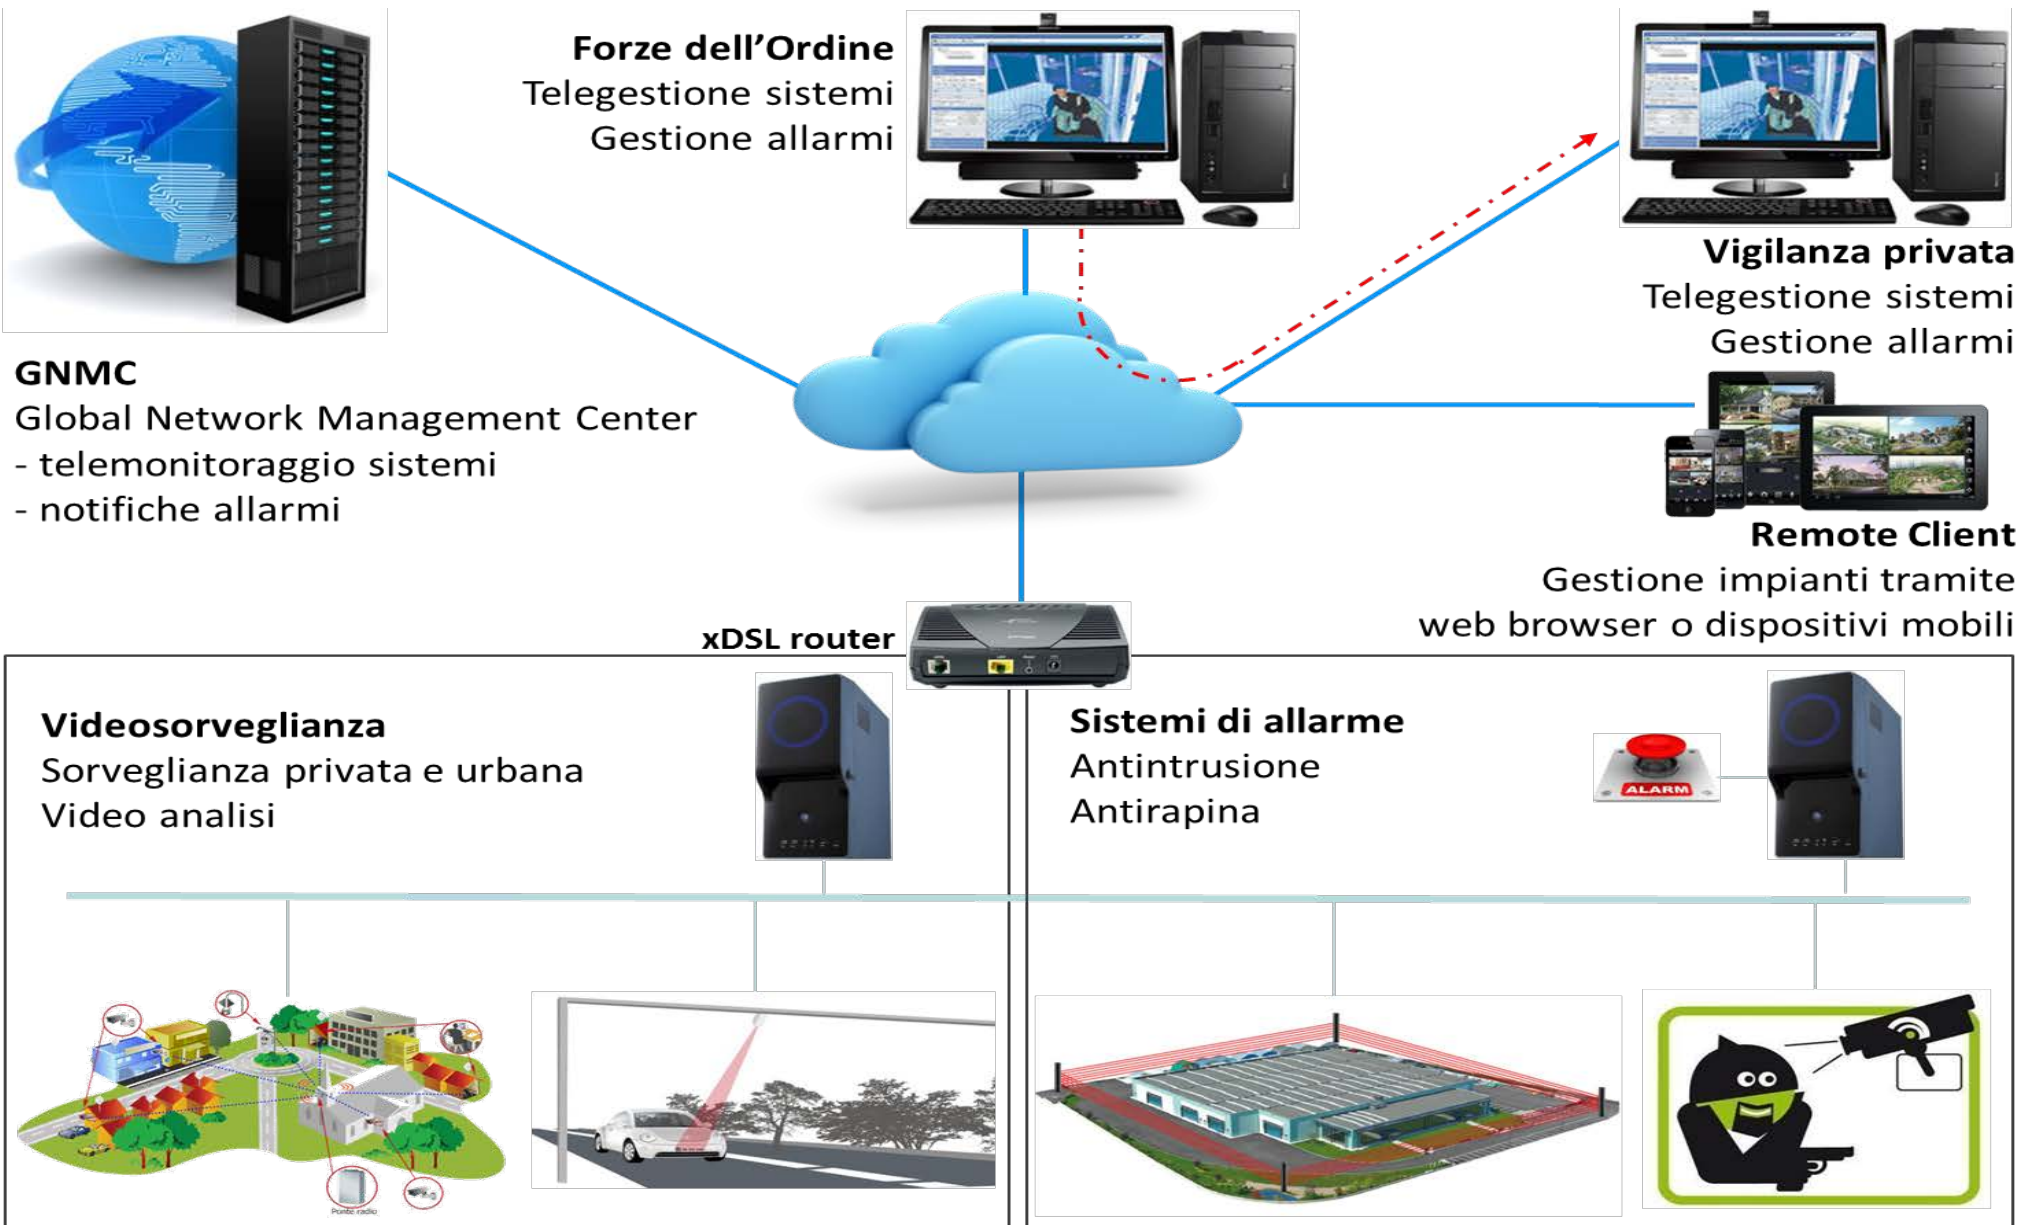 Forze dell'Ordine
Telegestione sistemi
Gestione allarmi
Vigilanza privata
Telegestione sistemi
Gestione allarmi
GNMC
Global Network Management Center
- telemonitoraggio sistemi
- notifiche allarmi
Remote Client
Gestione impianti tramite
web browser o dispositivi mobili
xDSL router
Videosorveglianza
Sorveglianza privata e urbana
Video analisi
Sistemi di allarme
Antintrusione
Antirapina
ALARM
Ponte radio